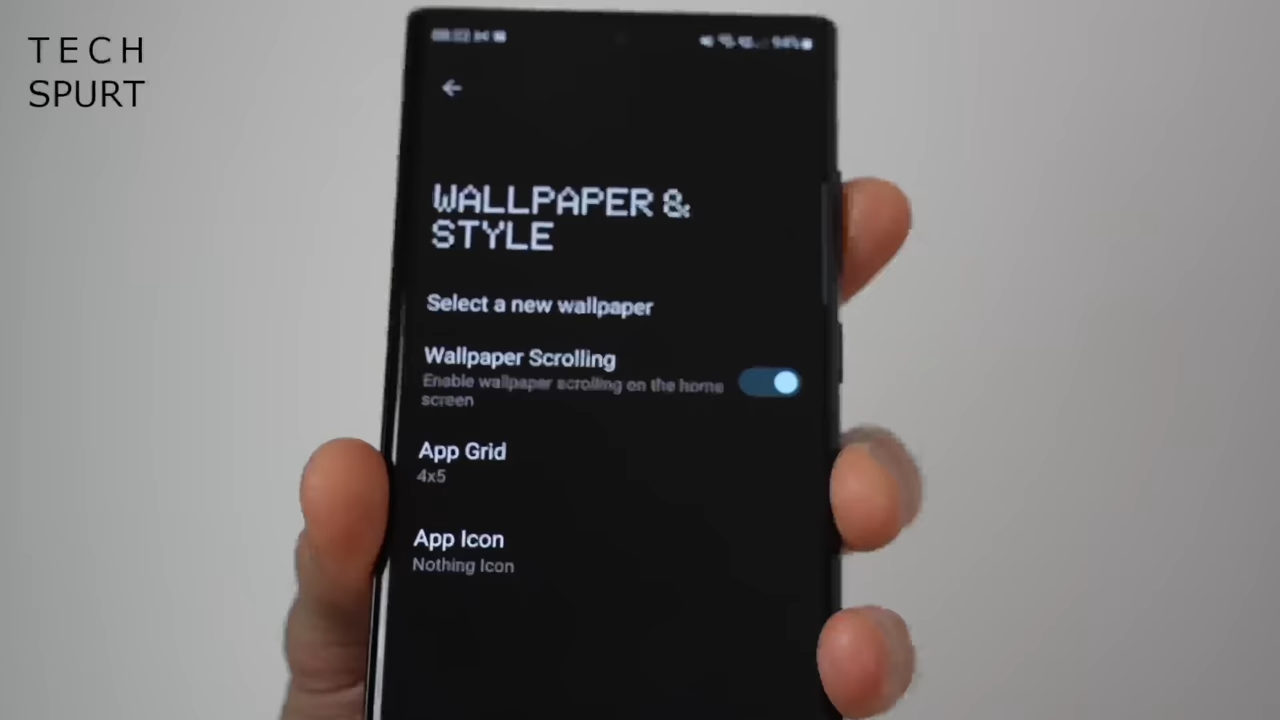 TECH
SPURT
94%
WALLPAPER &
STYLE
Select a new wallpaper
Wallpaper Scrolling
Enable wallpaper scrolling on the home
screen
App Grid
4x5
App Icon
Nothing Icon